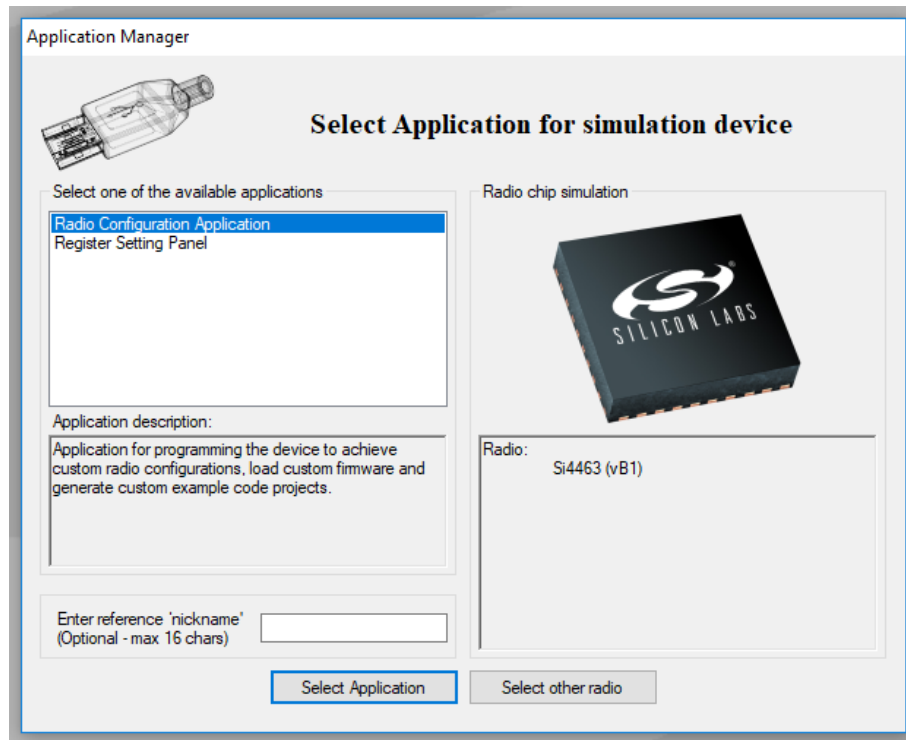 Application Manager
Select Application for simulation device
Select one of the available applications
Radio Configuration Application
Register Setting Panel
Application description:
Application for programming the device to achieve
custom radio configurations, load custom firmware and
generate custom example code projects.
Enter reference 'nickname'
(Optional - max 16 chars)
Radio chip simulation
SILICON LABS
Radio:
Si4463 (vB1)
Select Application
Select other radio